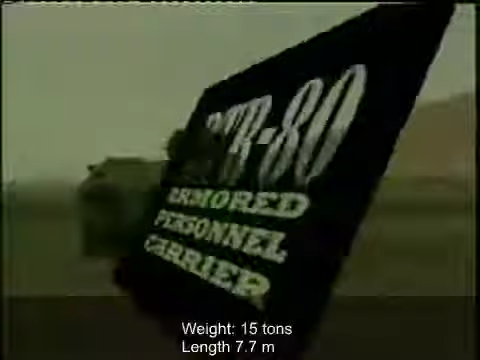 BTR-80
ARMORED
PERSONNEL
CARRIER
Weight: 15 tons
Length 7.7 m